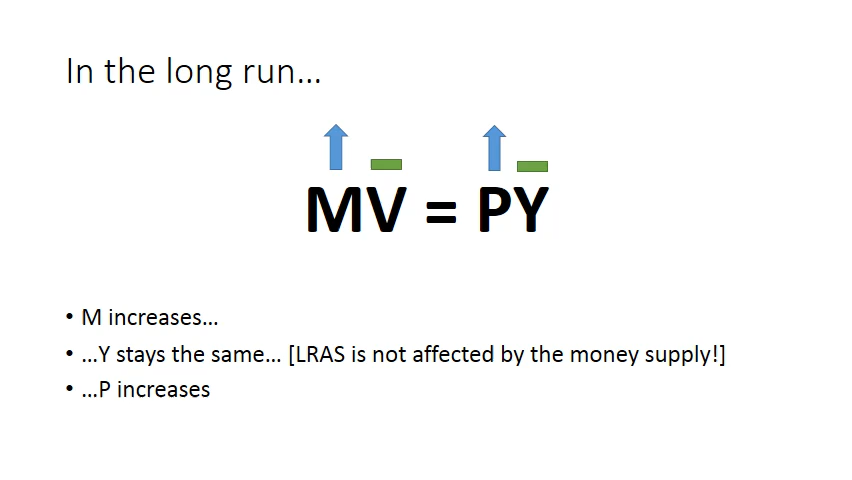 In the long run…
MV = PY
• M increases…
• …Y stays the same… [LRAS is not affected by the money supply!]
• …P increases